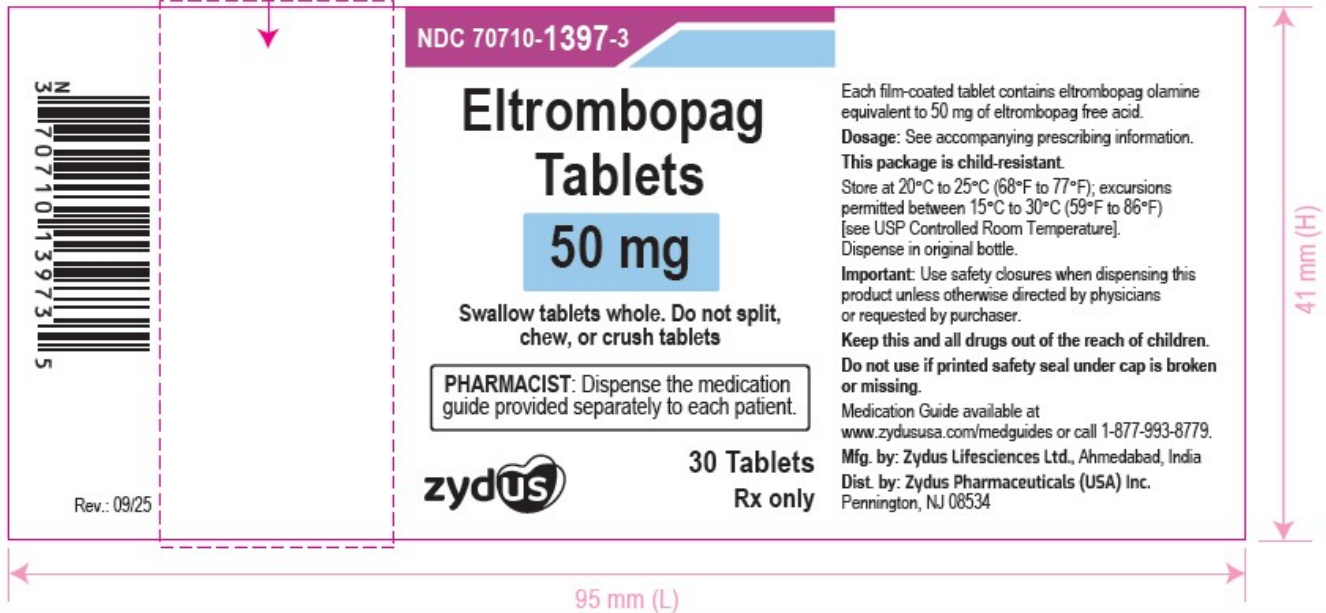 N
3 70710 13973 5
Rev.: 09/25
NDC 70710-1397-3
Eltrombopag
Tablets
50 mg
Swallow tablets whole. Do not split,
chew, or crush tablets
PHARMACIST: Dispense the medication
guide provided separately to each patient.
zydus
30 Tablets
Rx only
Each film-coated tablet contains eltrombopag olamine
equivalent to 50 mg of eltrombopag free acid.
Dosage: See accompanying prescribing information.
This package is child-resistant.
Store at 20°C to 25°C (68°F to 77°F); excursions
permitted between 15°C to 30°C (59°F to 86°F)
[see USP Controlled Room Temperature].
Dispense in original bottle.
Important: Use safety closures when dispensing this
product unless otherwise directed by physicians
or requested by purchaser.
Keep this and all drugs out of the reach of children.
Do not use if printed safety seal under cap is broken
or missing.
Medication Guide available at
www.zydususa.com/medguides or call 1-877-993-8779.
Mfg. by: Zydus Lifesciences Ltd., Ahmedabad, India
Dist. by: Zydus Pharmaceuticals (USA) Inc.
Pennington, NJ 08534
41 mm (H)
95 mm (L)